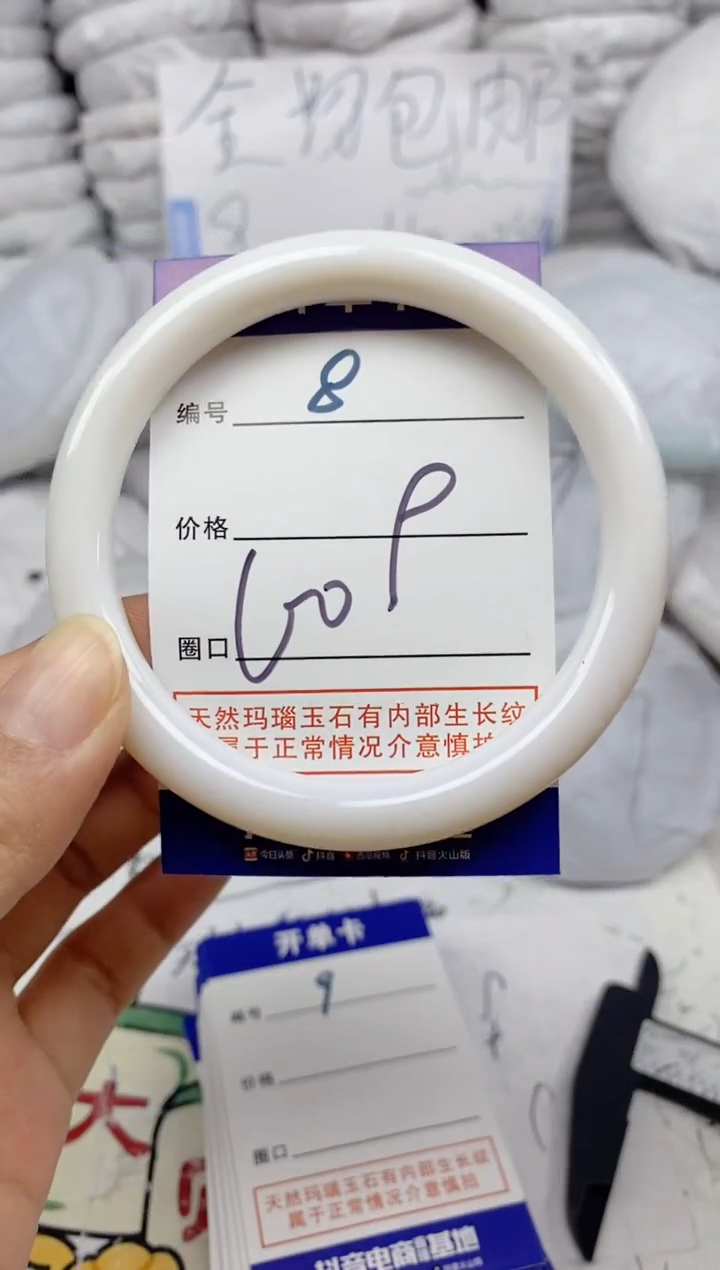 全场包邮
8
编号 8
价格
P
60
圈口
天然玛瑙玉石有内部生长纹
属于正常情况介意慎拍
今日头条 抖音 西瓜视频 抖音火山版
开单卡
编号 9
价格
圈口
天然玛瑙玉石有内部生长纹
属于正常情况介意慎拍
抖音电商 基地
大